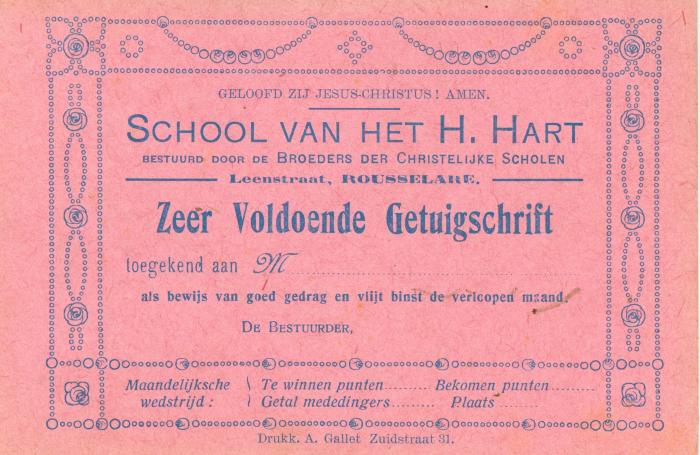 GELOOFD ZIJ JESUS-CHRISTUS! AMEN.
SCHOOL VAN HET H. HART
BESTUURD DOOR DE BROEDERS DER CHRISTELIJKE SCHOLEN
Leenstraat, ROUSSELARE.
Zeer Voldoende Getuigschrift
toegekend aan M
als bewijs van goed gedrag en vlijt binst de verloopen maand.
DE BESTUURDER,
Maandelijksche wedstrijd :
Te winnen punten ........ Bekomen punten ........
Getal mededingers ........ Plaats ........
Drukk. A. Gallet Zuidstraat 31.